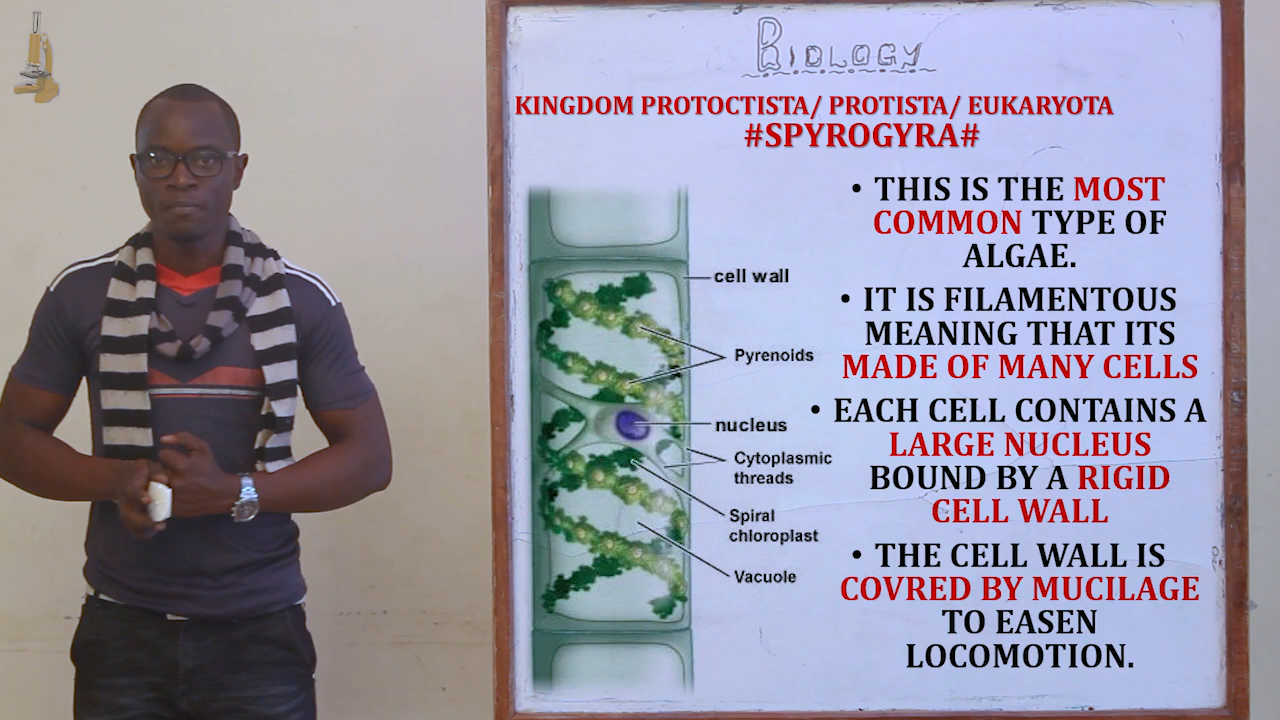 BIOLOGY
KINGDOM PROTOCTISTA/ PROTISTA/ EUKARYOTA
#SPYROGYRA#
cell wall
Pyrenoids
nucleus
Cytoplasmic
threads
Spiral
chloroplast
Vacuole
• THIS IS THE MOST
COMMON TYPE OF
ALGAE.
• IT IS FILAMENTOUS
MEANING THAT ITS
MADE OF MANY CELLS
• EACH CELL CONTAINS A
LARGE NUCLEUS
BOUND BY A RIGID
CELL WALL
• THE CELL WALL IS
COVRED BY MUCILAGE
TO EASEN
LOCOMOTION.